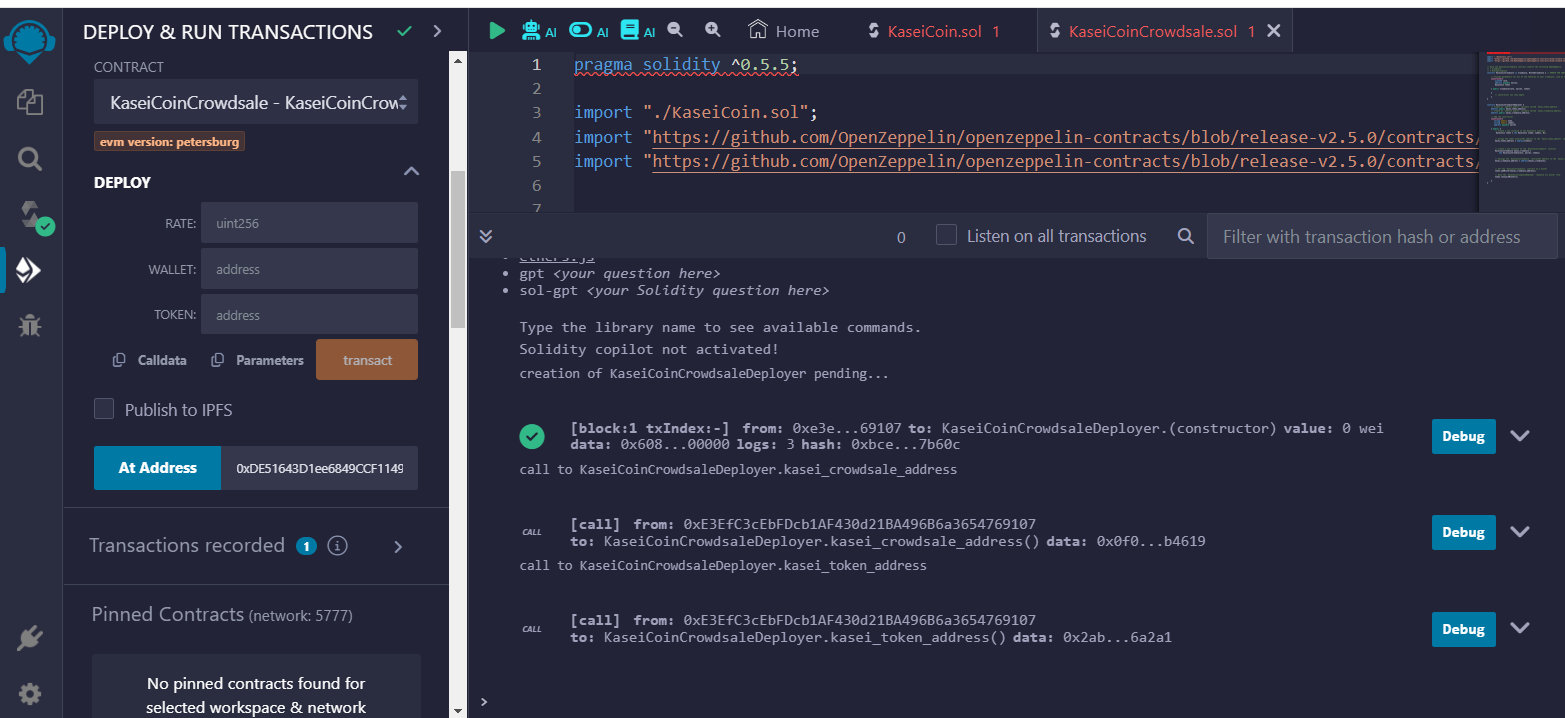 DEPLOY & RUN TRANSACTIONS
CONTRACT
KaseiCoinCrowdsale - KaseiCoinCrow
evm version: petersburg
DEPLOY
RATE: uint256
WALLET: address
TOKEN: address
Calldata Parameters transact
Publish to IPFS
At Address 0xDE51643D1ee6849CCF1149
Transactions recorded 1 i
Pinned Contracts (network: 5777)
No pinned contracts found for
selected workspace & network
AI AI AI Home KaseiCoin.sol 1 KaseiCoinCrowdsale.sol 1
1 pragma solidity ^0.5.5;
2
3 import "./KaseiCoin.sol";
4 import "https://github.com/OpenZeppelin/openzeppelin-contracts/blob/release-v2.5.0/contracts/
5 import "https://github.com/OpenZeppelin/openzeppelin-contracts/blob/release-v2.5.0/contracts/
6
7
0 Listen on all transactions Filter with transaction hash or address
ethers.js
• gpt <your question here>
• sol-gpt <your Solidity question here>
Type the library name to see available commands.
Solidity copilot not activated!
creation of KaseiCoinCrowdsaleDeployer pending...
[block:1 txIndex:-] from: 0xe3e...69107 to: KaseiCoinCrowdsaleDeployer.(constructor) value: 0 wei
data: 0x608...00000 logs: 3 hash: 0xbce...7b60c
Debug
call to KaseiCoinCrowdsaleDeployer.kasei_crowdsale_address
CALL [call] from: 0xE3EfC3cEbFDcb1AF430d21BA496B6a3654769107
to: KaseiCoinCrowdsaleDeployer.kasei_crowdsale_address() data: 0x0f0...b4619
Debug
call to KaseiCoinCrowdsaleDeployer.kasei_token_address
CALL [call] from: 0xE3EfC3cEbFDcb1AF430d21BA496B6a3654769107
to: KaseiCoinCrowdsaleDeployer.kasei_token_address() data: 0x2ab...6a2a1
Debug
>